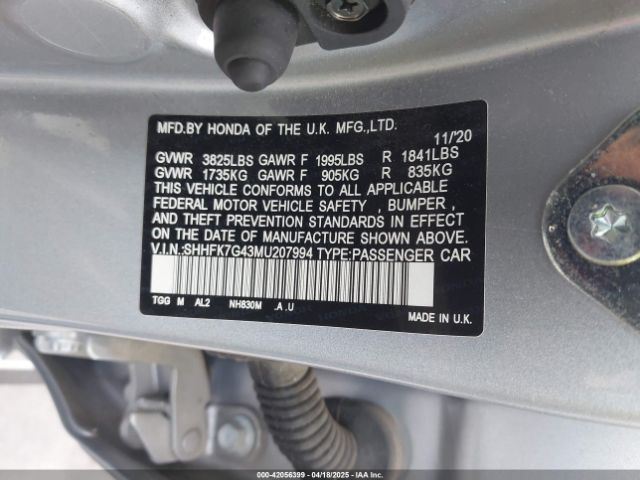 MFD.BY HONDA OF THE U.K. MFG.,LTD.
11/'20
GVWR 3825LBS GAWR F 1995LBS R 1841LBS
GVWR 1735KG GAWR F 905KG R 835KG
THIS VEHICLE CONFORMS TO ALL APPLICABLE
FEDERAL MOTOR VEHICLE SAFETY , BUMPER ,
AND THEFT PREVENTION STANDARDS IN EFFECT
ON THE DATE OF MANUFACTURE SHOWN ABOVE.
V.I.N.:SHHFK7G43MU207994 TYPE:PASSENGER CAR
TGG M AL2 NH830M .A.U
MADE IN U.K.
000-42056399 - 04/18/2025 - IAAI.COM